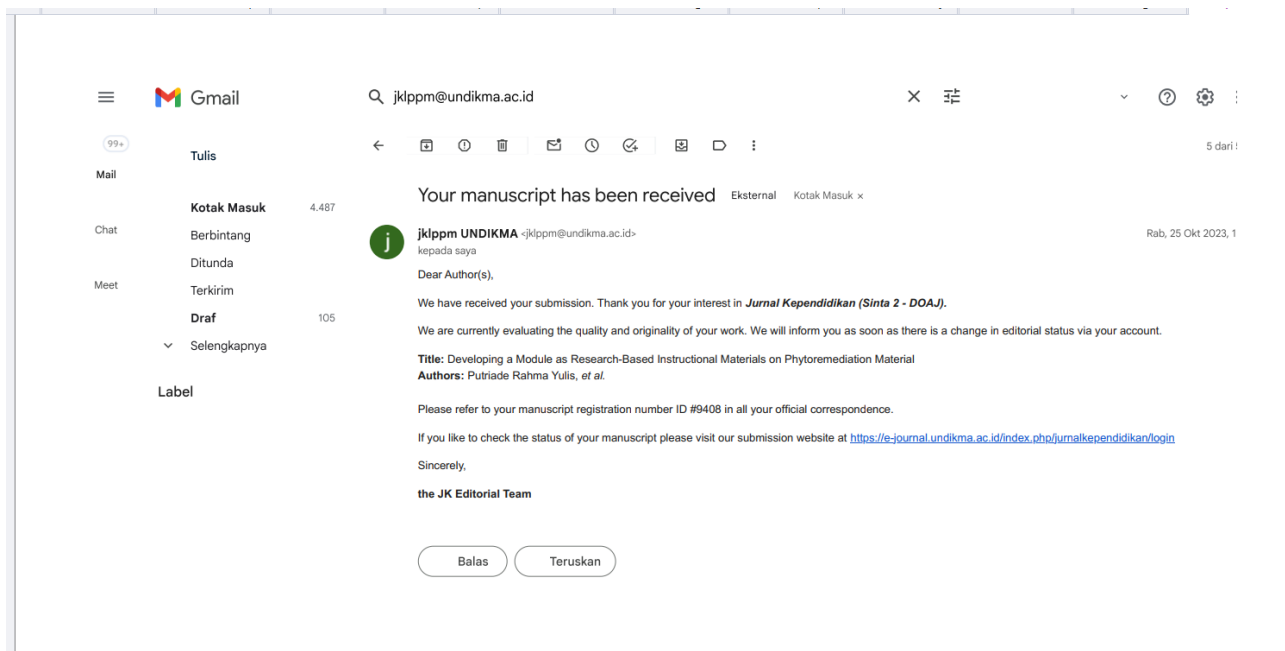 Gmail
jklppm@undikma.ac.id
99+
Tulis
5 dari
Mail
Your manuscript has been received Eksternal Kotak Masuk ×
Kotak Masuk 4.487
jklppm UNDIKMA <jklppm@undikma.ac.id>
Rab, 25 Okt 2023, 1
j
kepada saya
Chat
Berbintang
Ditunda
Meet
Terkirim
Draf 105
Selengkapnya
Label
Dear Author(s),
We have received your submission. Thank you for your interest in Jurnal Kependidikan (Sinta 2 - DOAJ).
We are currently evaluating the quality and originality of your work. We will inform you as soon as there is a change in editorial status via your account.
Title: Developing a Module as Research-Based Instructional Materials on Phytoremediation Material
Authors: Putriade Rahma Yulis, et al.
Please refer to your manuscript registration number ID #9408 in all your official correspondence.
If you like to check the status of your manuscript please visit our submission website at https://e-journal.undikma.ac.id/index.php/jurnalkependidikan/login
Sincerely,
the JK Editorial Team
Balas
Teruskan